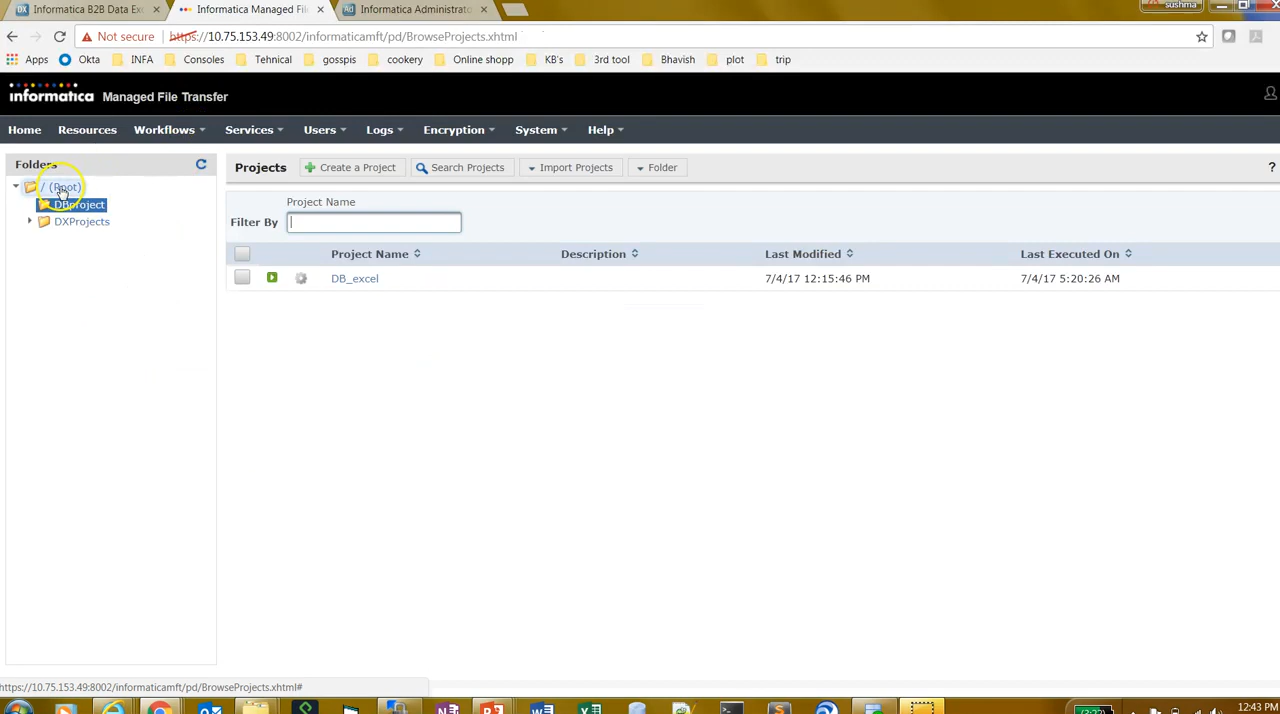 Informatica B2B Data Ex
Informatica Managed File
Ad Informatica Administrato
sushma
Not secure https://10.75.153.49:8002/informaticamft/pd/BrowseProjects.xhtml
Apps Okta INFA Consoles Tehnical gosspis cookery Online shopp KB's 3rd tool Bhavish plot trip
informatica Managed File Transfer
Home Resources Workflows Services Users Logs Encryption System Help
Folders
/ (Root)
DBproject
DXProjects
Projects Create a Project Search Projects Import Projects Folder ?
Project Name
Filter By
Project Name Description Last Modified Last Executed On
DB_excel 7/4/17 12:15:46 PM 7/4/17 5:20:26 AM
https://10.75.153.49:8002/informaticamft/pd/BrowseProjects.xhtml#
12:43 PM